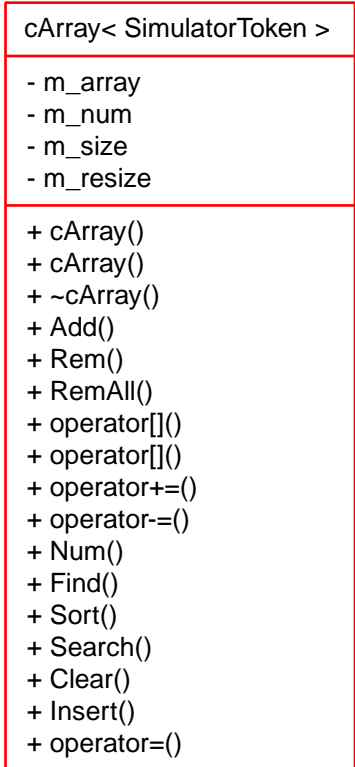 cArray< SimulatorToken >
- m_array
- m_num
- m_size
- m_resize
+ cArray()
+ cArray()
+ ~cArray()
+ Add()
+ Rem()
+ RemAll()
+ operator[]()
+ operator[]()
+ operator+=()
+ operator-=()
+ Num()
+ Find()
+ Sort()
+ Search()
+ Clear()
+ Insert()
+ operator=()